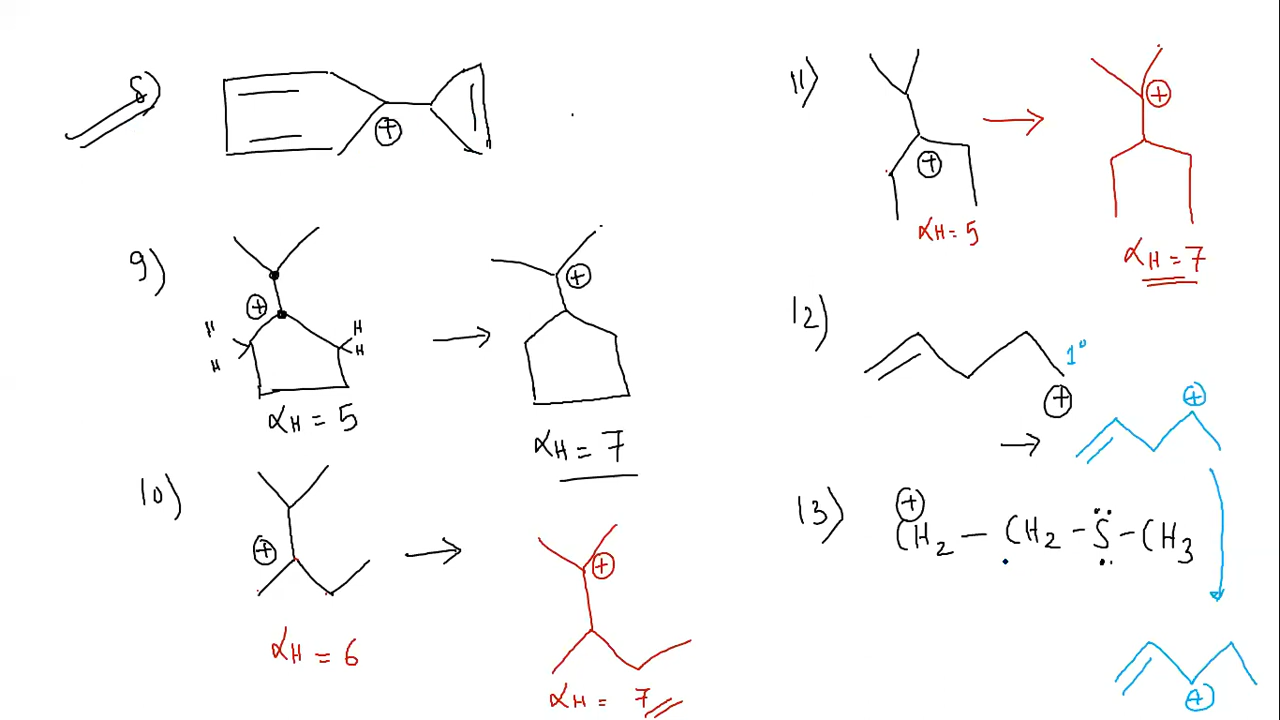 8)
⊕
9)
⊕
H
H
H
H
αH = 5
→
⊕
αH = 7
10)
⊕
αH = 6
→
⊕
αH = 7
11)
⊕
αH = 5
→
⊕
αH = 7
12)
1°
⊕
→
⊕
⊕
13)
⊕
CH2 — CH2 - S̈ - CH3